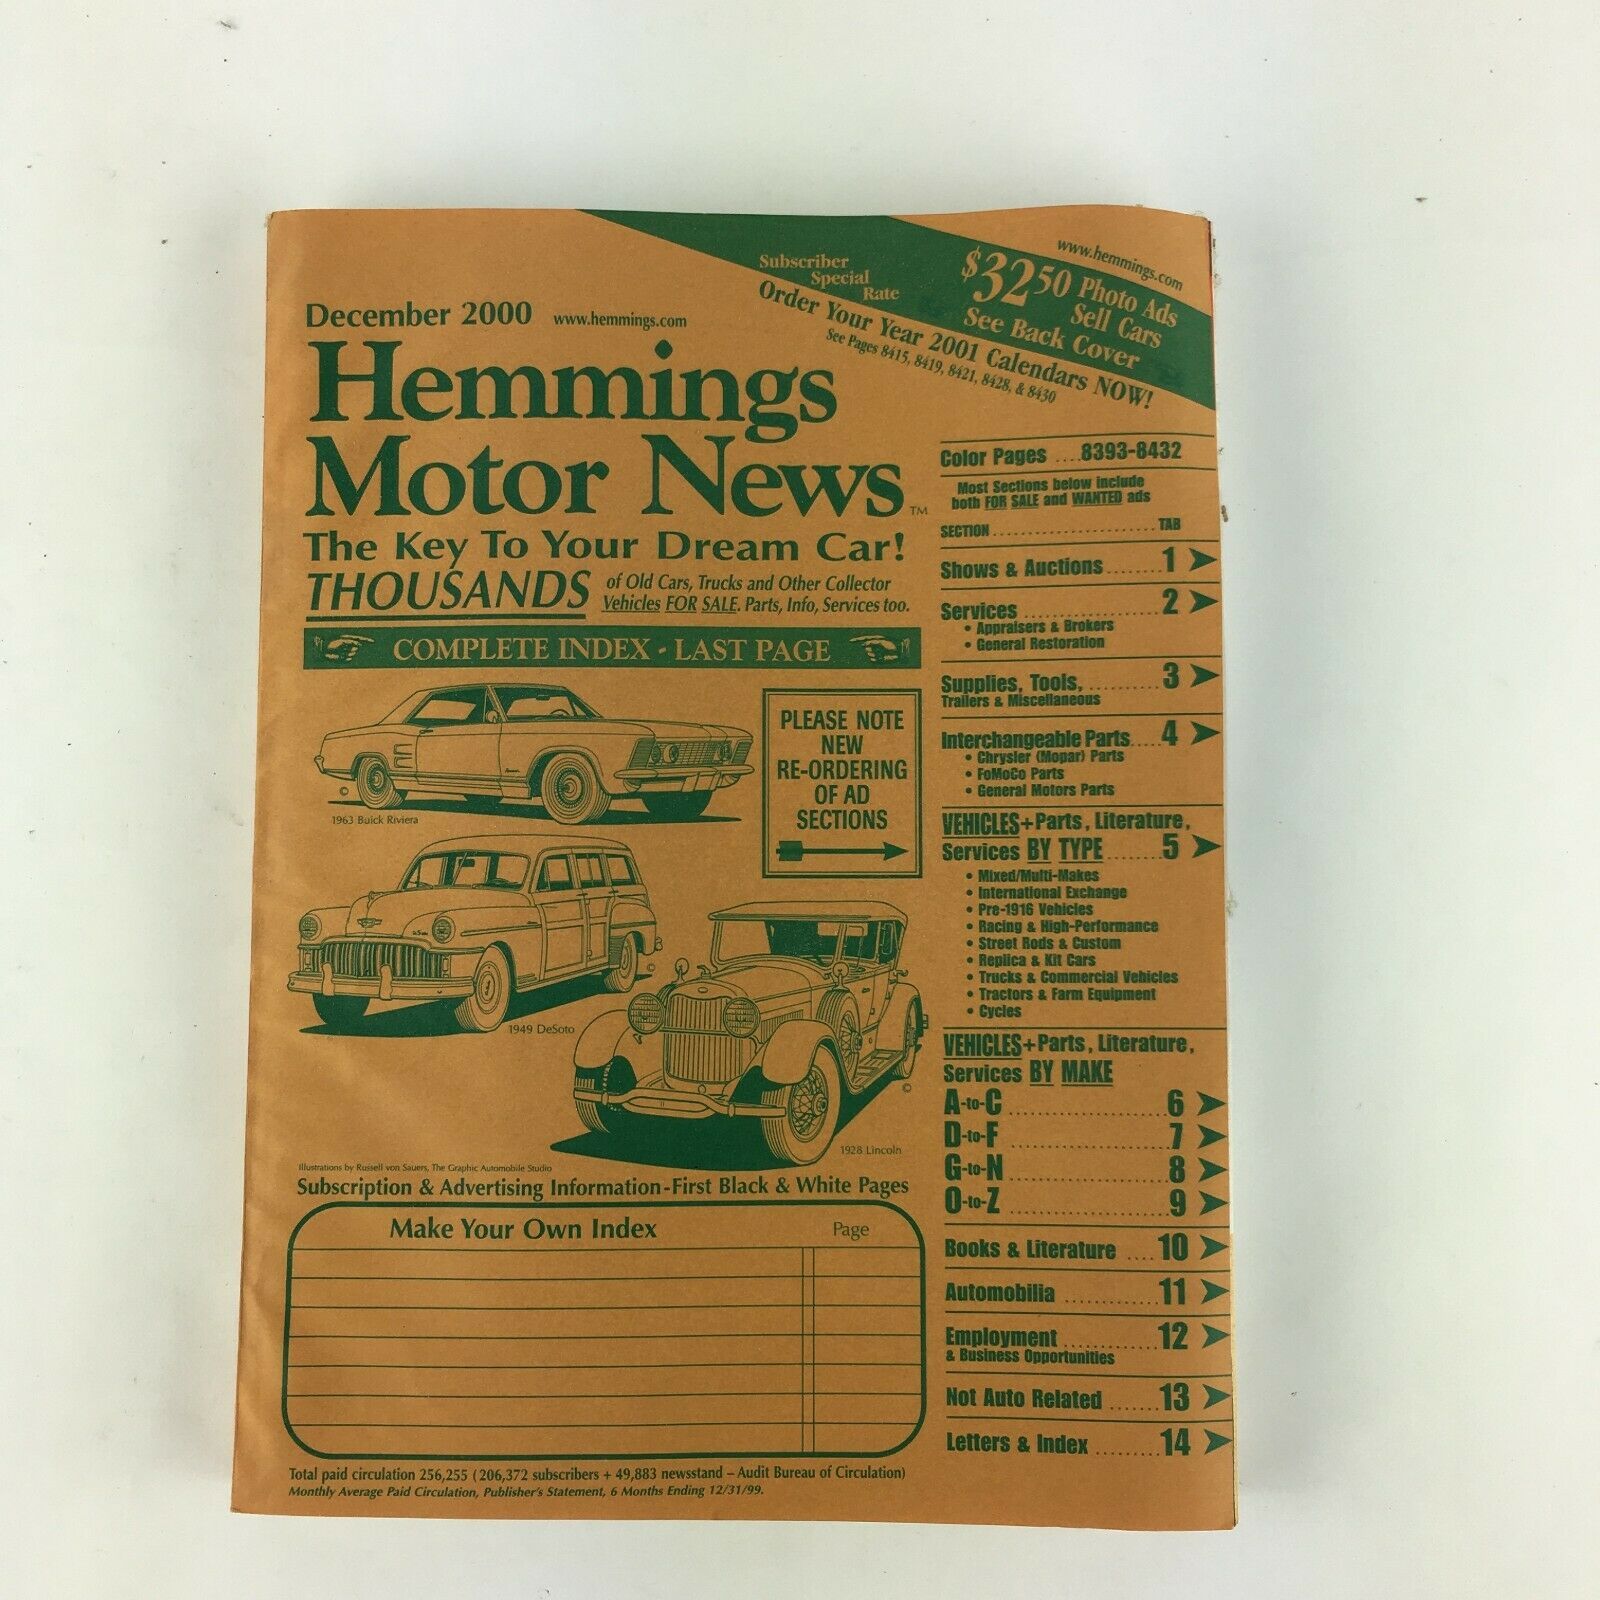 www.hemmings.com
$32.50 Photo Ads
Sell Cars
See Back Cover
Subscriber
Special
Rate
Order Your Year 2001 Calendars NOW!
See Pages 8415, 8419, 8421, 8428, & 8430
December 2000 www.hemmings.com
Hemmings
Motor News™
The Key To Your Dream Car!
THOUSANDS of Old Cars, Trucks and Other Collector
Vehicles FOR SALE. Parts, Info, Services too.
COMPLETE INDEX - LAST PAGE
1963 Buick Riviera
PLEASE NOTE
NEW
RE-ORDERING
OF AD
SECTIONS
1949 DeSoto
1928 Lincoln
Illustrations by Russell von Sauers, The Graphic Automobile Studio
Subscription & Advertising Information-First Black & White Pages
Make Your Own Index Page
Total paid circulation 256,255 (206,372 subscribers + 49,883 newsstand – Audit Bureau of Circulation)
Monthly Average Paid Circulation, Publisher's Statement, 6 Months Ending 12/31/99.
Color Pages ....8393-8432
Most Sections below include
both FOR SALE and WANTED ads
SECTION ........................ TAB
Shows & Auctions........1
Services ...................2
• Appraisers & Brokers
• General Restoration
Supplies, Tools, ..........3
Trailers & Miscellaneous
Interchangeable Parts.....4
• Chrysler (Mopar) Parts
• FoMoCo Parts
• General Motors Parts
VEHICLES+Parts, Literature,
Services BY TYPE ........5
• Mixed/Multi-Makes
• International Exchange
• Pre-1916 Vehicles
• Racing & High-Performance
• Street Rods & Custom
• Replica & Kit Cars
• Trucks & Commercial Vehicles
• Tractors & Farm Equipment
• Cycles
VEHICLES+Parts, Literature,
Services BY MAKE
A-to-C ......................6
D-to-F ......................7
G-to-N ......................8
O-to-Z ......................9
Books & Literature ....10
Automobilia .............11
Employment .............12
& Business Opportunities
Not Auto Related .......13
Letters & Index .........14